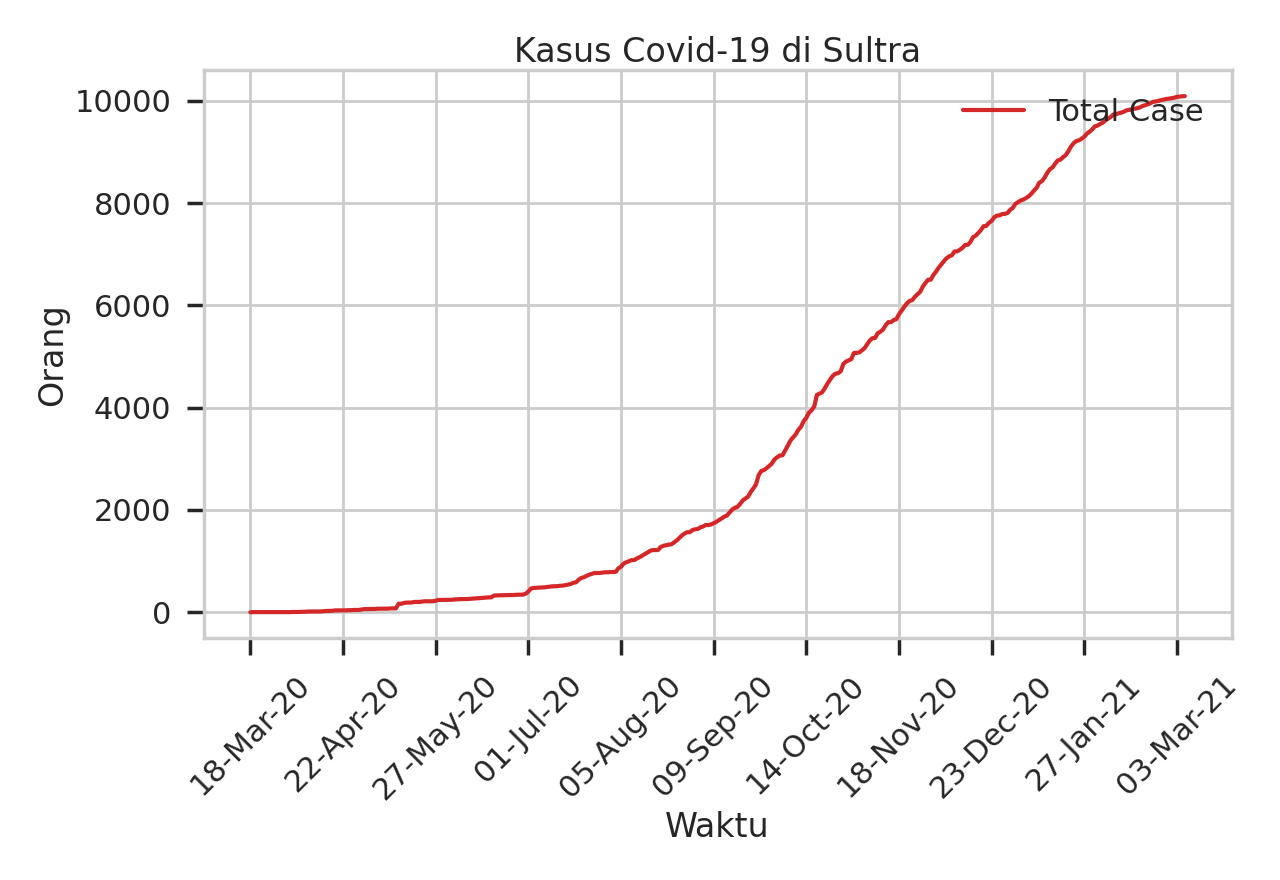 Kasus Covid-19 di Sultra
Total Case
10000
8000
6000
4000
2000
0
Orang
18-Mar-20
22-Apr-20
27-May-20
01-Jul-20
05-Aug-20
09-Sep-20
14-Oct-20
18-Nov-20
23-Dec-20
27-Jan-21
03-Mar-21
Waktu